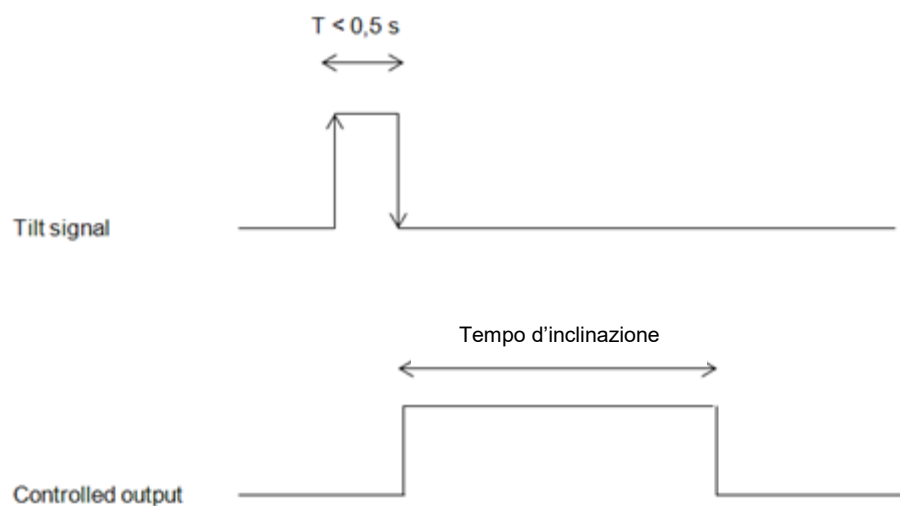 T < 0,5 s
Tilt signal
Tempo d’inclinazione
Controlled output